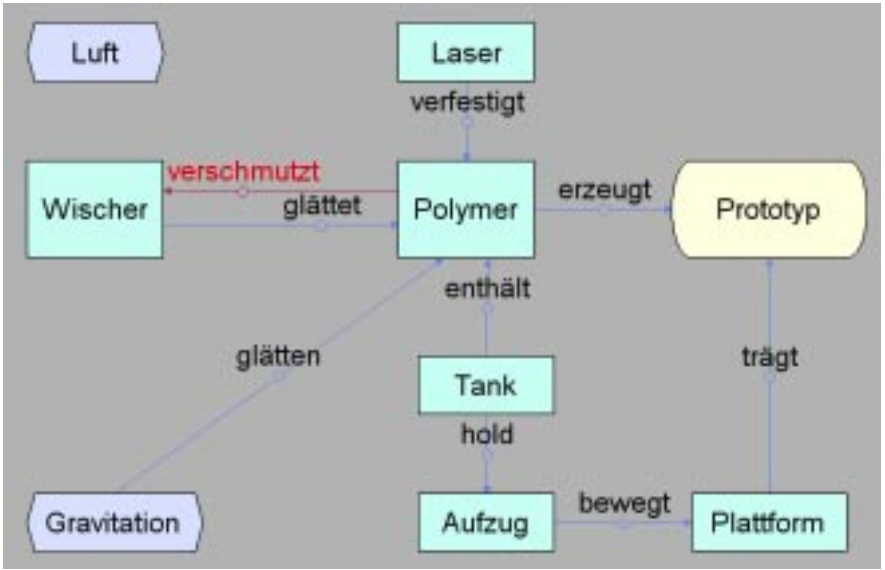 Luft
Laser
verfestigt
verschmutzt
Wischer
glättet
Polymer
erzeugt
Prototyp
enthält
glätten
Tank
trägt
hold
Gravitation
Aufzug
bewegt
Plattform